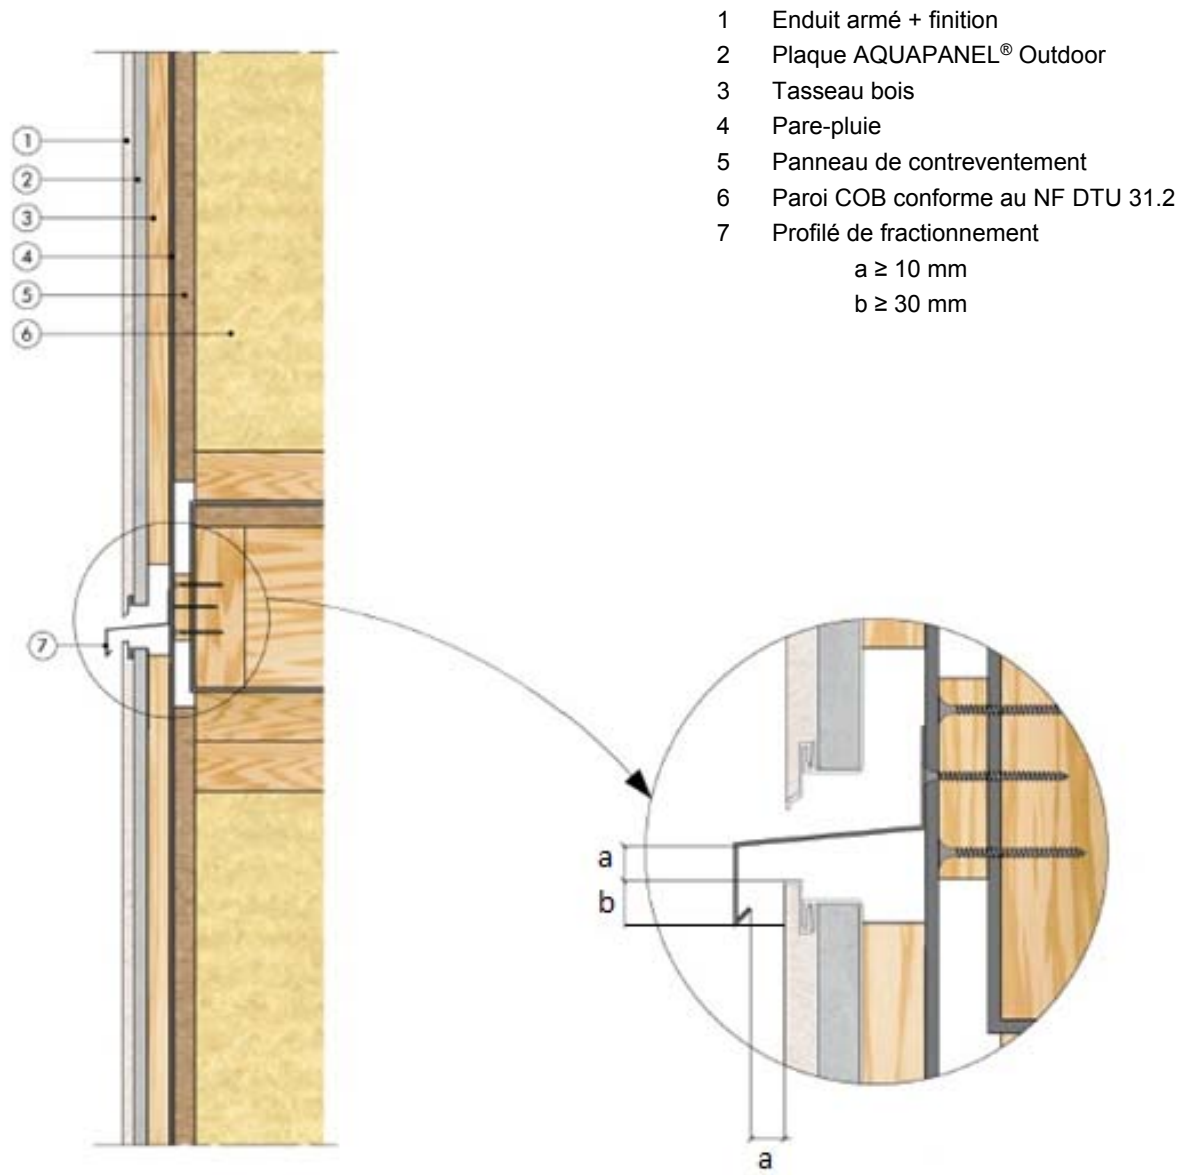 1 Enduit armé + finition
2 Plaque AQUAPANEL® Outdoor
3 Tasseau bois
4 Pare-pluie
5 Panneau de contreventement
6 Paroi COB conforme au NF DTU 31.2
7 Profilé de fractionnement
a ≥ 10 mm
b ≥ 30 mm
1
2
3
4
5
6
7
a
b
a